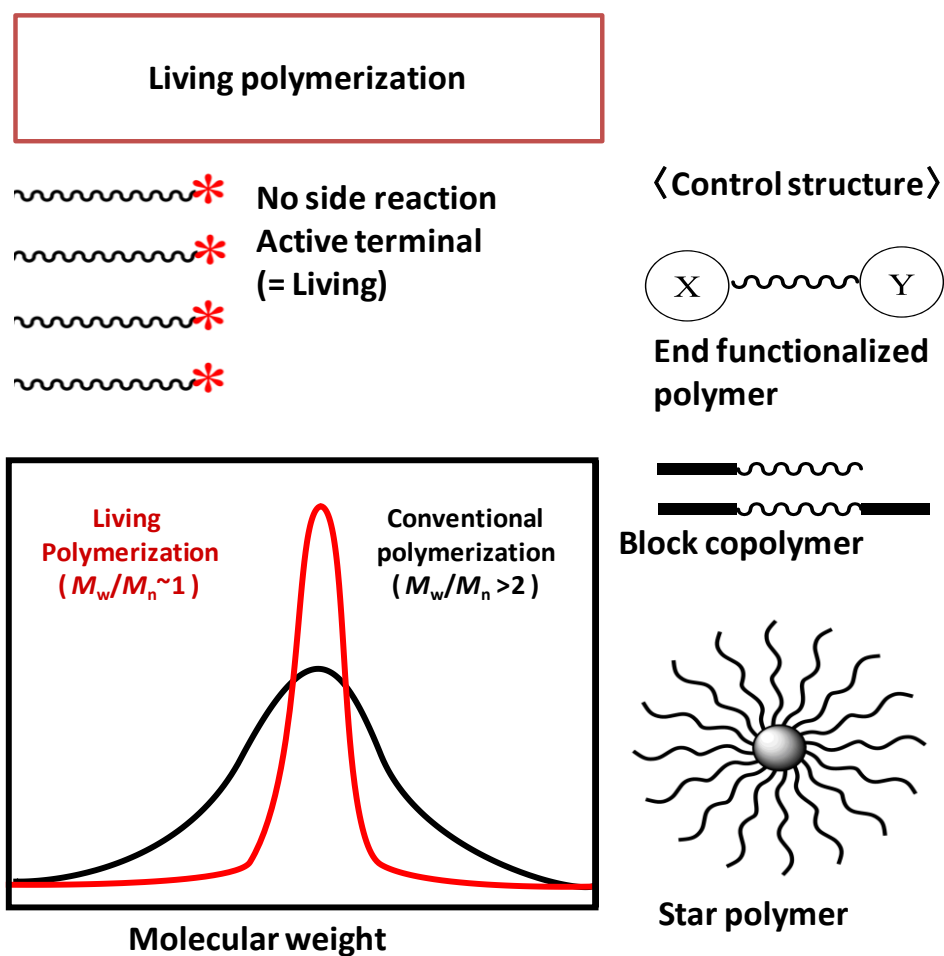 Living polymerization
No side reaction
Active terminal
(= Living)
〈Control structure〉
X
Y
End functionalized
polymer
Block copolymer
Star polymer
Living
Polymerization
( Mw/Mn~1 )
Conventional
polymerization
( Mw/Mn >2 )
Molecular weight